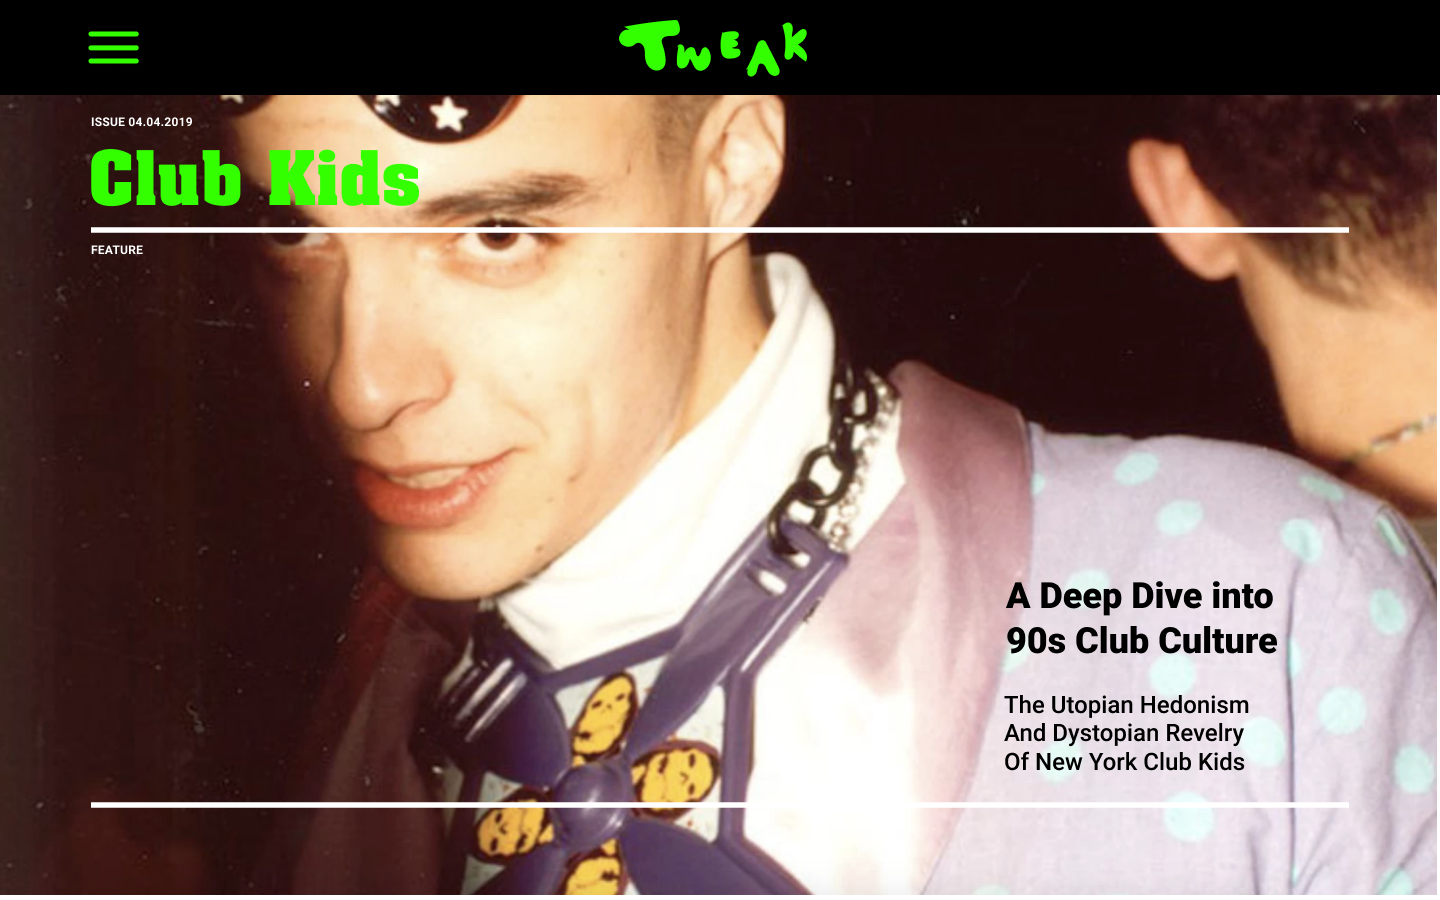 TWEAK
ISSUE 04.04.2019
Club Kids
FEATURE
A Deep Dive into
90s Club Culture
The Utopian Hedonism
And Dystopian Revelry
Of New York Club Kids